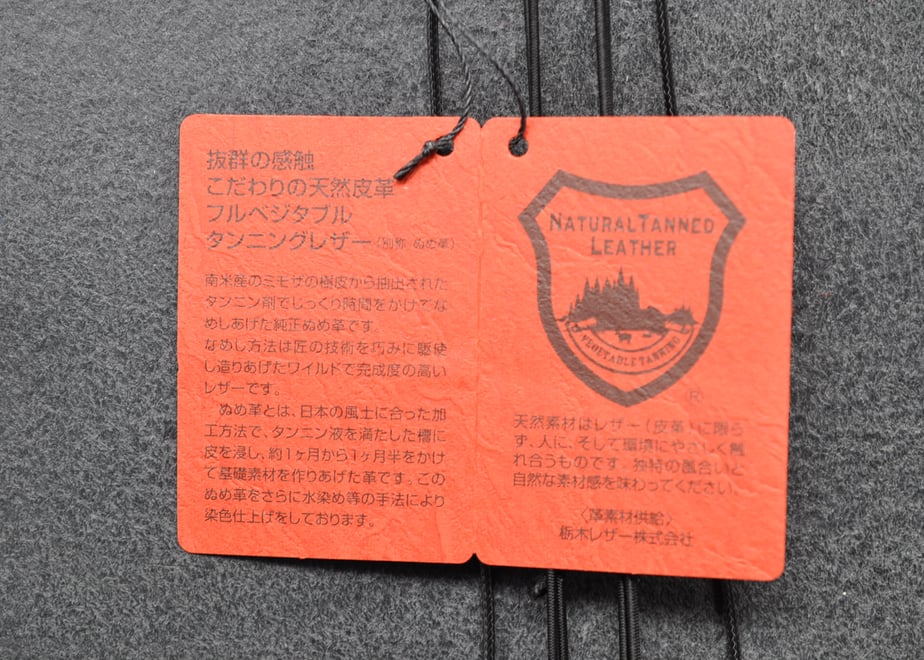 抜群の感触
こだわりの天然皮革
フルベジタブル
タンニングレザー〈別称 ぬめ革〉
南米産のミモザの樹皮から抽出された
タンニン剤でじっくり時間をかけてな
めしあげた純正ぬめ革です。
なめし方法は匠の技術を巧みに駆使
し造りあげたワイルドで完成度の高い
レザーです。
ぬめ革とは、日本の風土に合った加
工方法で、タンニン液を満たした槽に
皮を浸し、約1ヶ月から1ヶ月半をかけ
て基礎素材を作りあげた革です。この
ぬめ革をさらに水染め等の手法により
染色仕上げをしております。
NATURAL TANNED
LEATHER
VEGETABLE TANNING
®
天然素材はレザー(皮革)に限ら
ず、人に、そして環境にやさしく触
れ合うものです。独特の風合いと
自然な素材感を味わってください。
〈革素材供給〉
栃木レザー株式会社